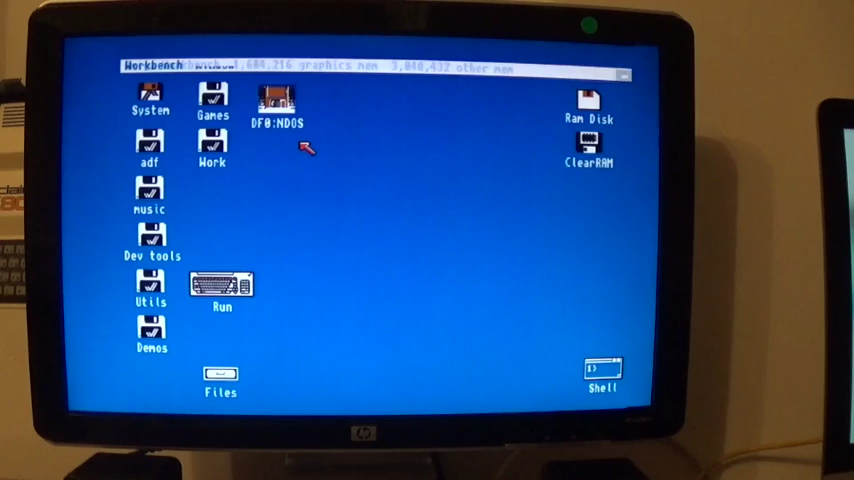 Workbench 1,684,216 graphics mem 3,848,432 other mem
System
Games
DF0:NDOS
Ram Disk
adf
Work
ClearRAM
music
Dev tools
Utils
Run
Demos
Files
Shell
hp